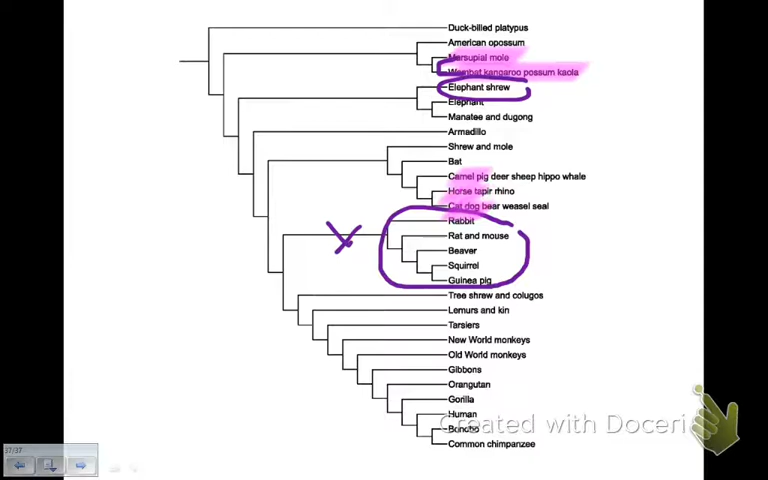 Duck-billed platypus
American opossum
Marsupial mole
Wombat kangaroo possum kaola
Elephant shrew
Elephant
Manatee and dugong
Armadillo
Shrew and mole
Bat
Camel pig deer sheep hippo whale
Horse tapir rhino
Cat dog bear weasel seal
Rabbit
Rat and mouse
Beaver
Squirrel
Guinea pig
Tree shrew and colugos
Lemurs and kin
Tarsiers
New World monkeys
Old World monkeys
Gibbons
Orangutan
Gorilla
Human
Created with Doceri
Bonobo
Common chimpanzee
37/37